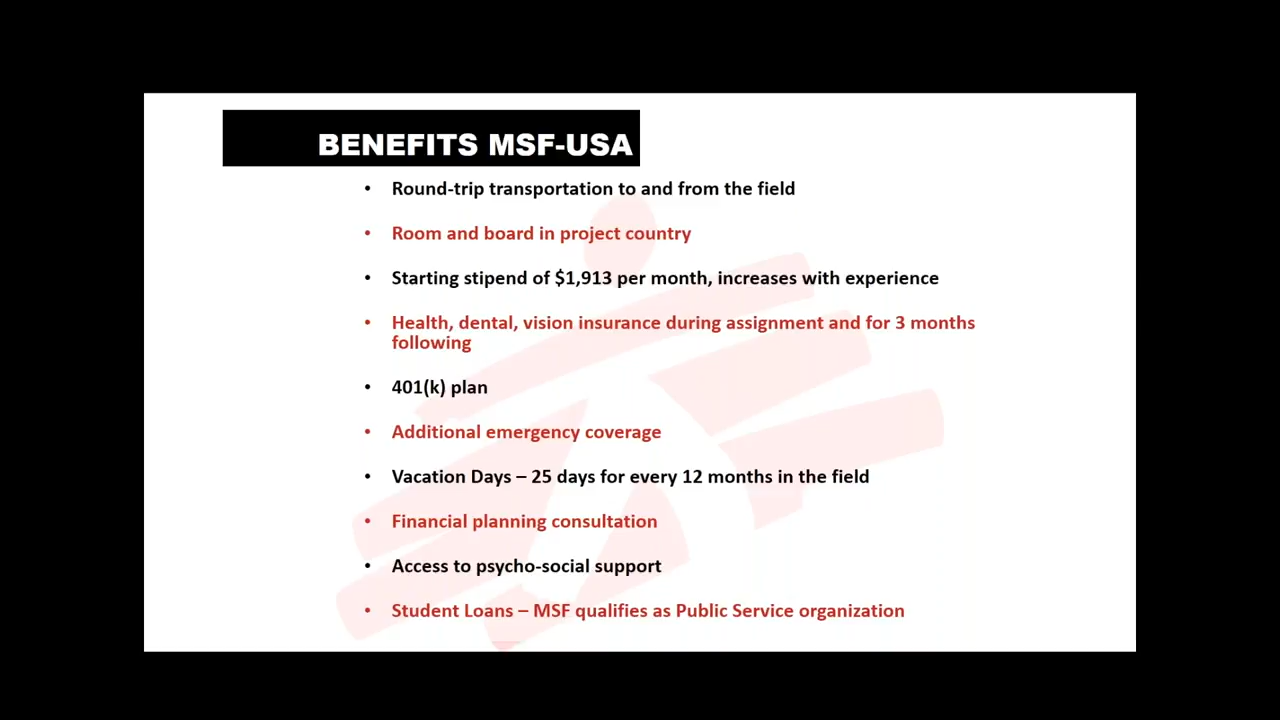 BENEFITS MSF-USA
• Round-trip transportation to and from the field
• Room and board in project country
• Starting stipend of $1,913 per month, increases with experience
• Health, dental, vision insurance during assignment and for 3 months
following
• 401(k) plan
• Additional emergency coverage
• Vacation Days – 25 days for every 12 months in the field
• Financial planning consultation
• Access to psycho-social support
• Student Loans – MSF qualifies as Public Service organization